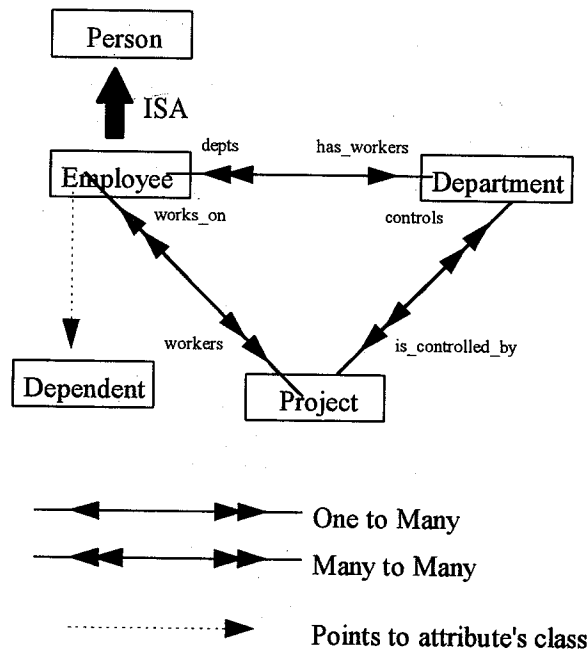 Person
ISA
depts
has_workers
Employee
Department
works_on
controls
workers
is_controlled_by
Dependent
Project
One to Many
Many to Many
Points to attribute's class